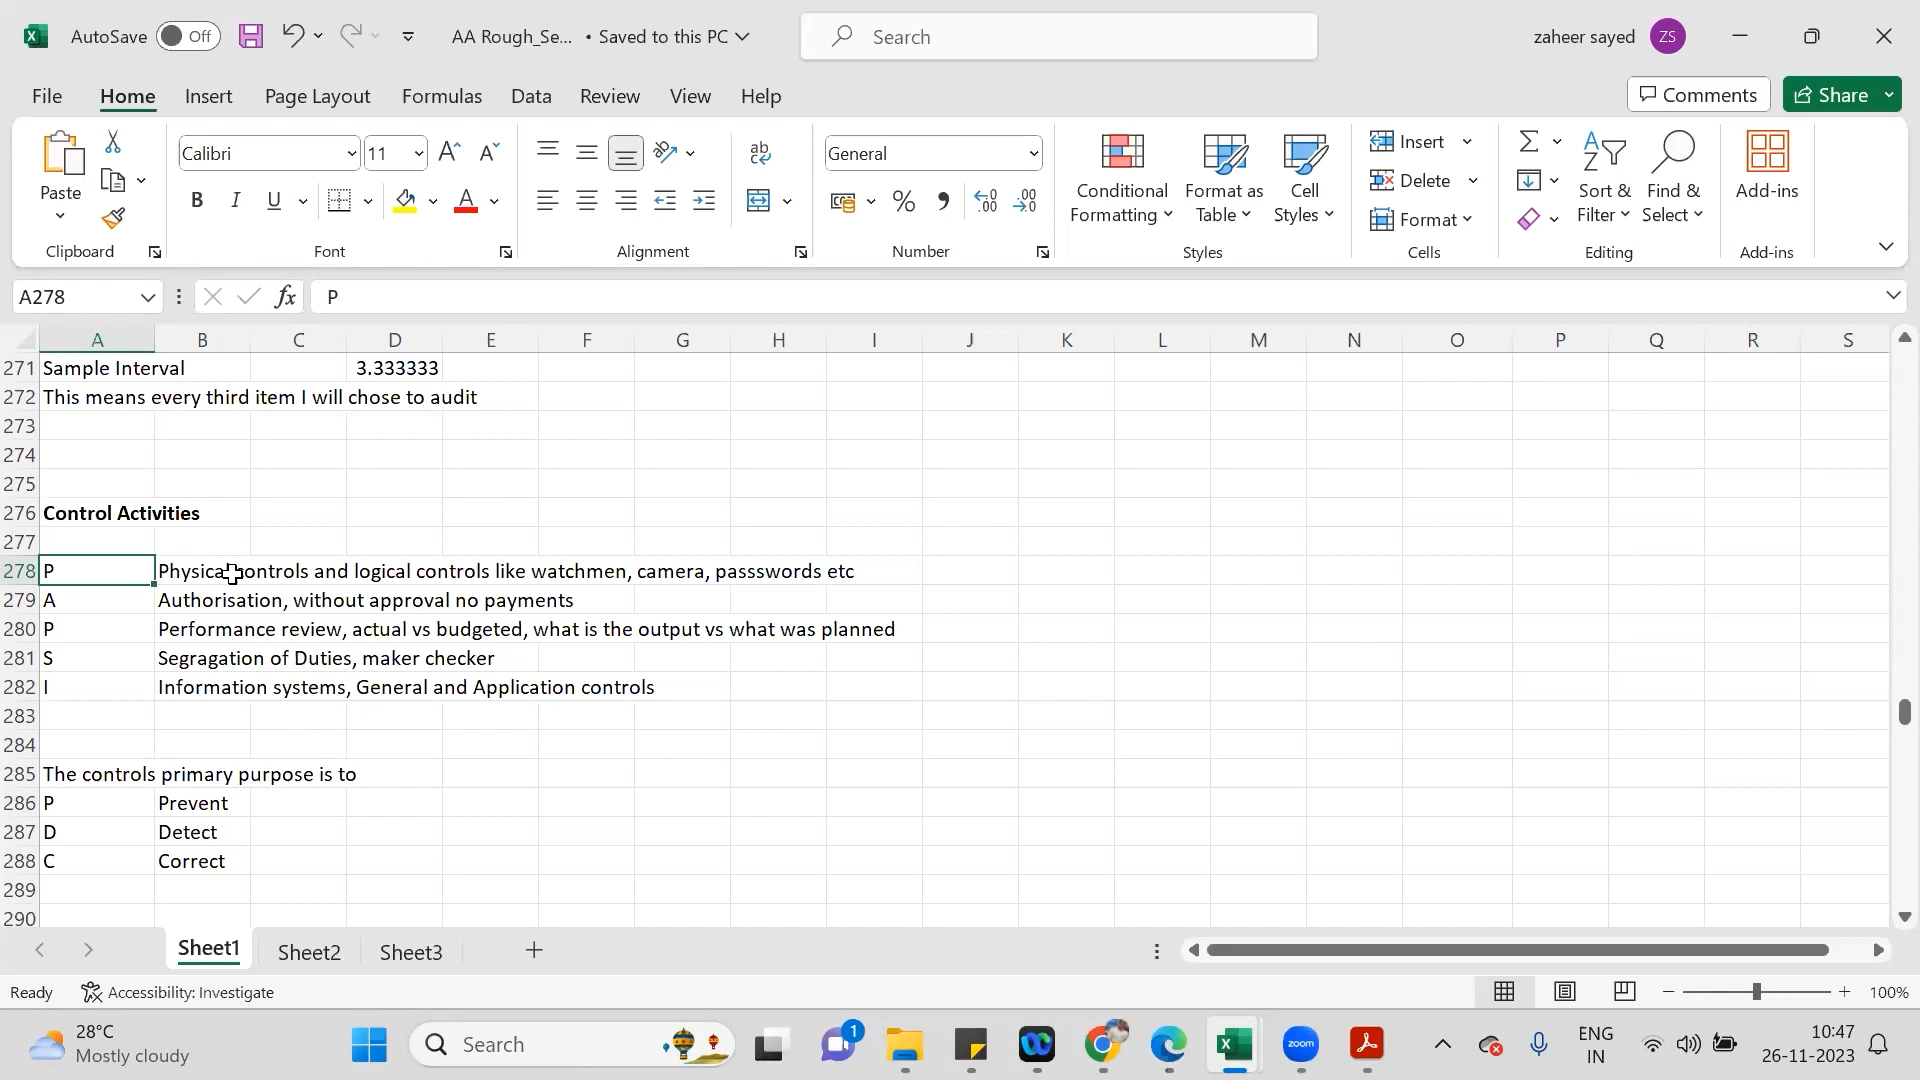 AutoSave Off AA Rough_Se... • Saved to this PC Search zaheer sayed ZS
File Home Insert Page Layout Formulas Data Review View Help Comments Share
Paste Calibri 11 General Conditional Formatting Format as Table Cell Styles Insert Delete Format Sort & Filter Find & Select Add-ins
Clipboard Font Alignment Number Styles Cells Editing Add-ins
A278 fx P
A B C D E F G H I J K L M N O P Q R S
271 Sample Interval 3.333333
272 This means every third item I will chose to audit
273
274
275
276 Control Activities
277
278 P Physical controls and logical controls like watchmen, camera, passswords etc
279 A Authorisation, without approval no payments
280 P Performance review, actual vs budgeted, what is the output vs what was planned
281 S Segragation of Duties, maker checker
282 I Information systems, General and Application controls
283
284
285 The controls primary purpose is to
286 P Prevent
287 D Detect
288 C Correct
289
290
Sheet1 Sheet2 Sheet3
Ready Accessibility: Investigate 100%
28°C
Mostly cloudy
Search
1
zoom
ENG
IN
10:47
26-11-2023